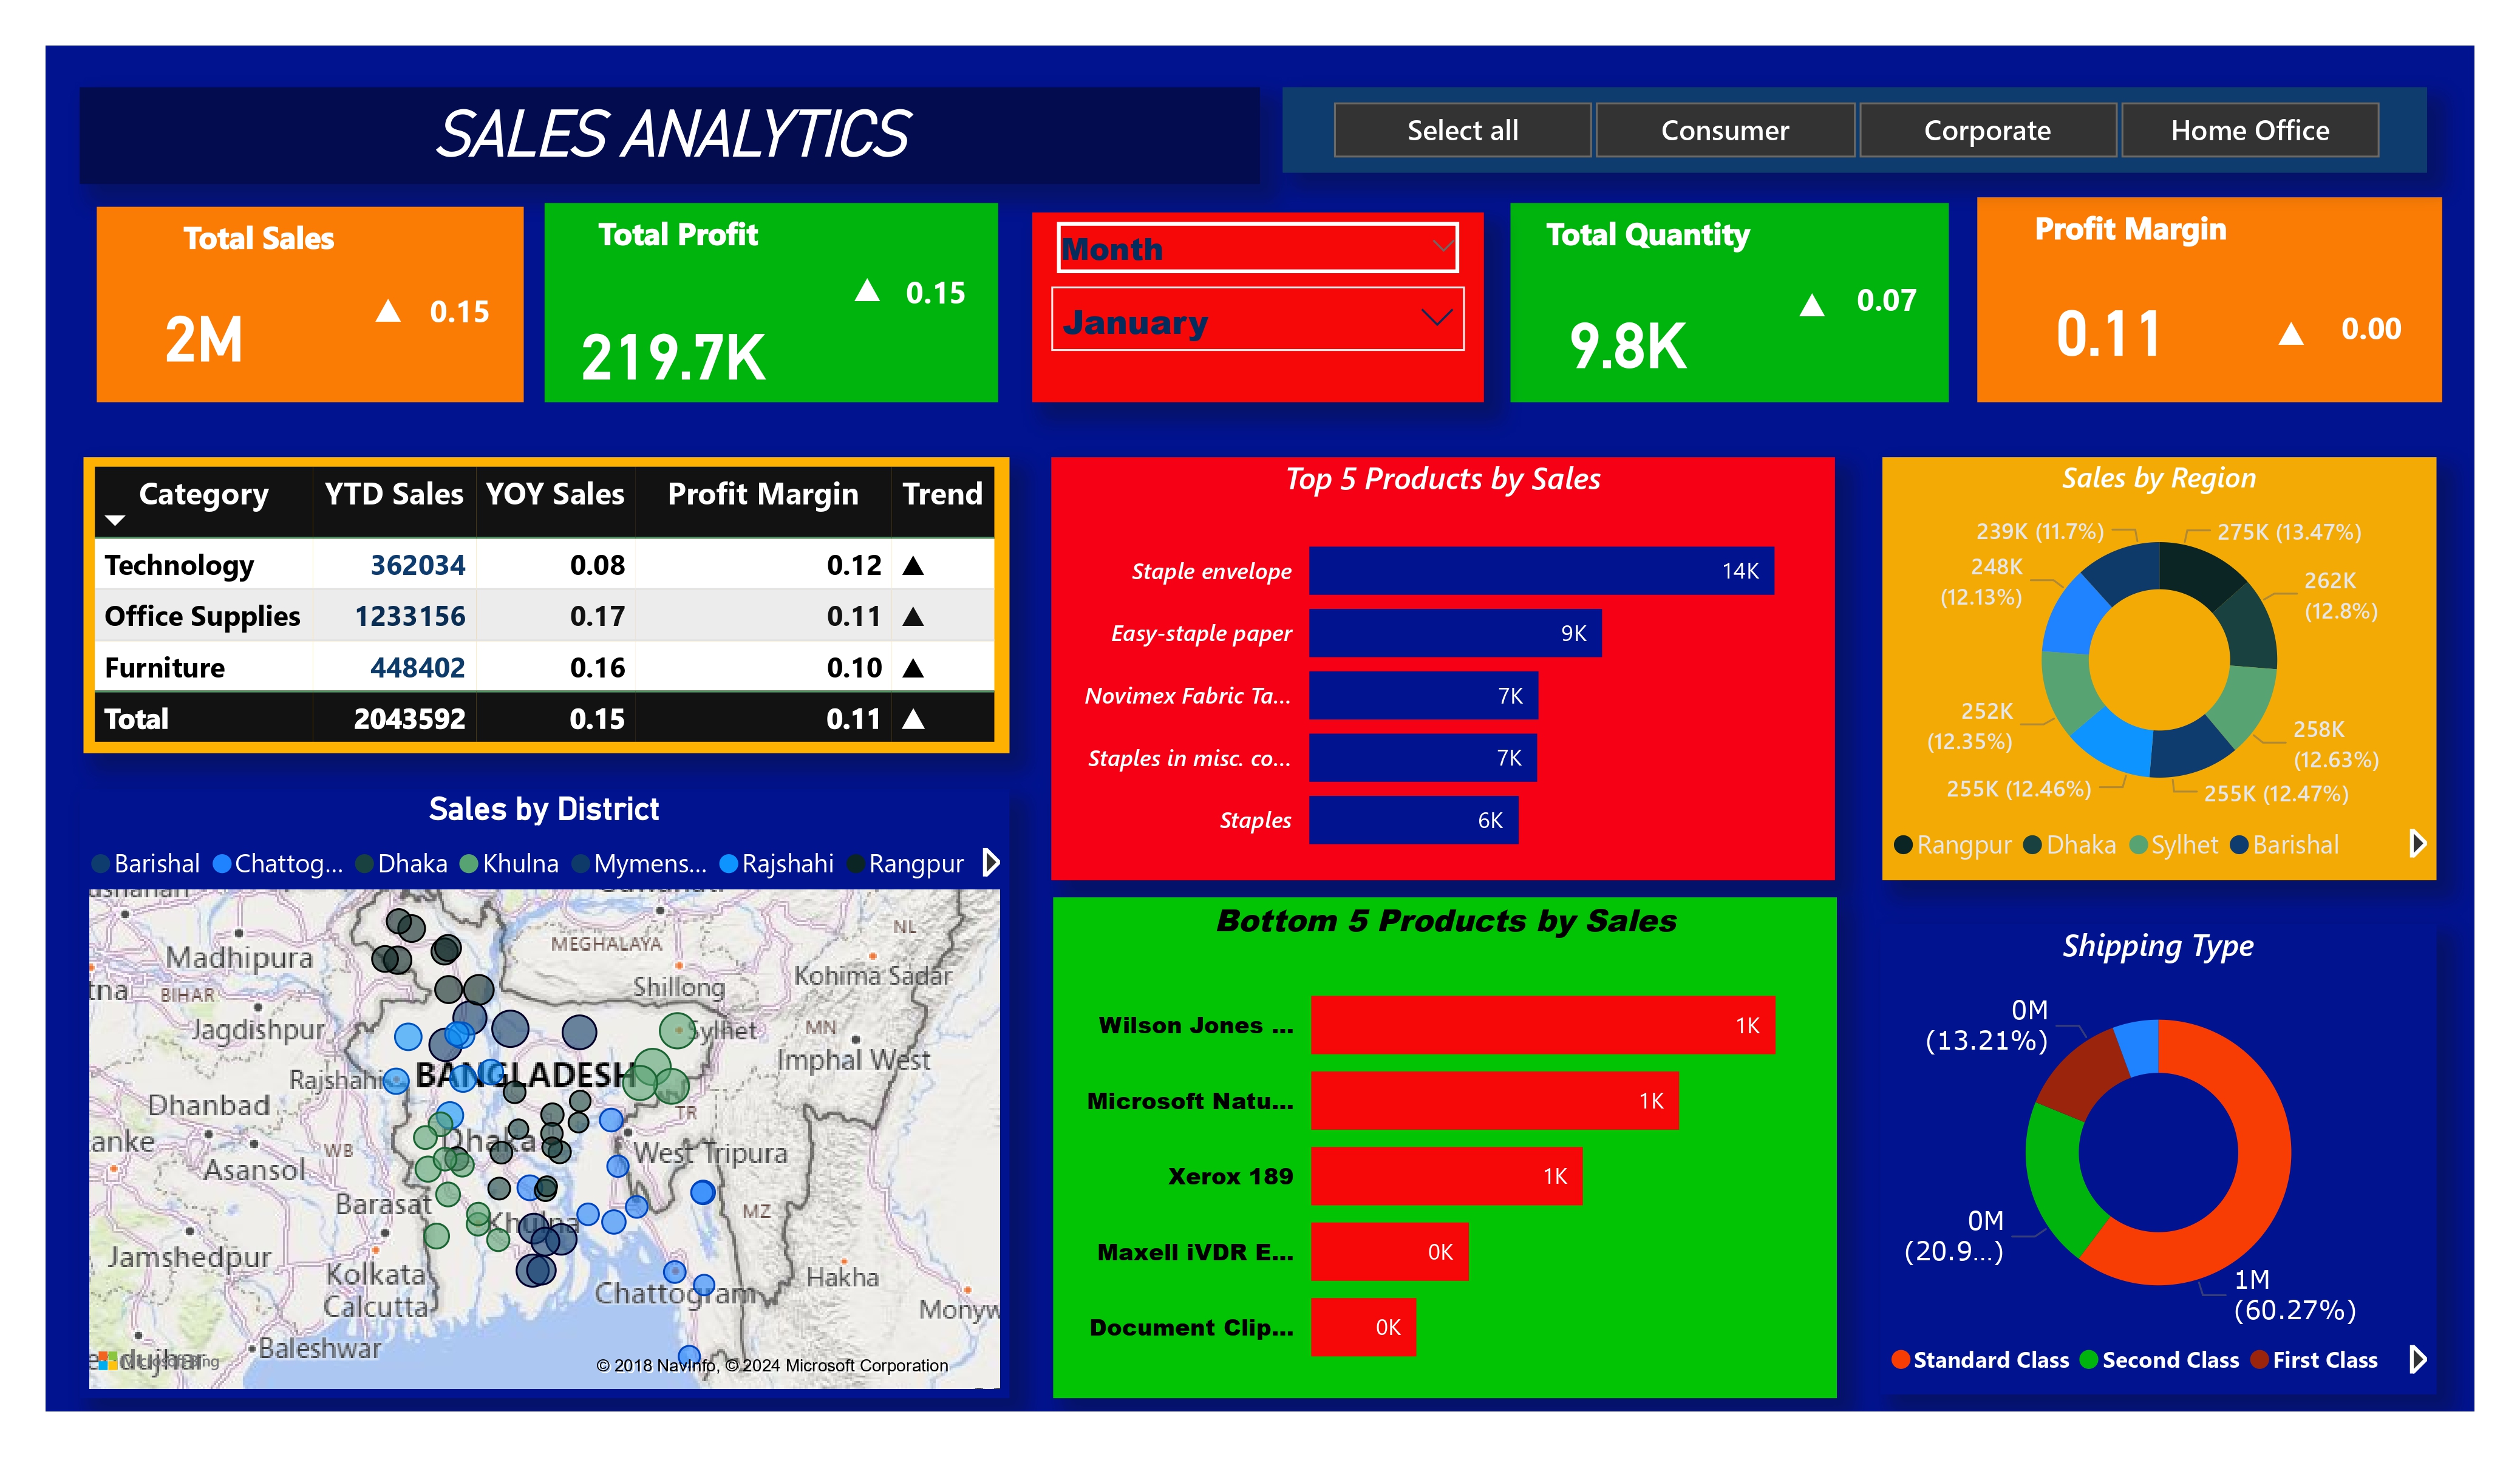 SALES ANALYTICS
Select all
Consumer
Corporate
Home Office
Total Sales
2M
0.15
Total Profit
219.7K
0.15
Month
January
Total Quantity
9.8K
0.07
Profit Margin
0.11
0.00
Category YTD Sales YOY Sales Profit Margin Trend
Technology 362034 0.08 0.12
Office Supplies 1233156 0.17 0.11
Furniture 448402 0.16 0.10
Total 2043592 0.15 0.11
Top 5 Products by Sales
Staple envelope 14K
Easy-staple paper 9K
Novimex Fabric Ta... 7K
Staples in misc. co... 7K
Staples 6K
Sales by Region
239K (11.7%)
275K (13.47%)
248K
(12.13%)
262K
(12.8%)
252K
(12.35%)
258K
(12.63%)
255K (12.46%)
255K (12.47%)
Rangpur Dhaka Sylhet Barishal
Sales by District
Barishal Chattog... Dhaka Khulna Mymens... Rajshahi Rangpur
MEGHALAYA
NL
Madhipura
Kohima Sadar
tna
BIHAR
Shillong
Jagdishpur
Sylhet
MN
Imphal West
Rajshahi
BANGLADESH
Dhanbad
TR
anke
WB
Dhaka
West Tripura
Asansol
Barasat
Khulna
MZ
Jamshedpur
Kolkata
Calcutta
Hakha
Chattogram
Monyw
Baleshwar
dujhar
Microsoft Bing
© 2018 NavInfo, © 2024 Microsoft Corporation
Bottom 5 Products by Sales
Wilson Jones ... 1K
Microsoft Natu... 1K
Xerox 189 1K
Maxell iVDR E... 0K
Document Clip... 0K
Shipping Type
0M
(13.21%)
0M
(20.9...)
1M
(60.27%)
Standard Class Second Class First Class